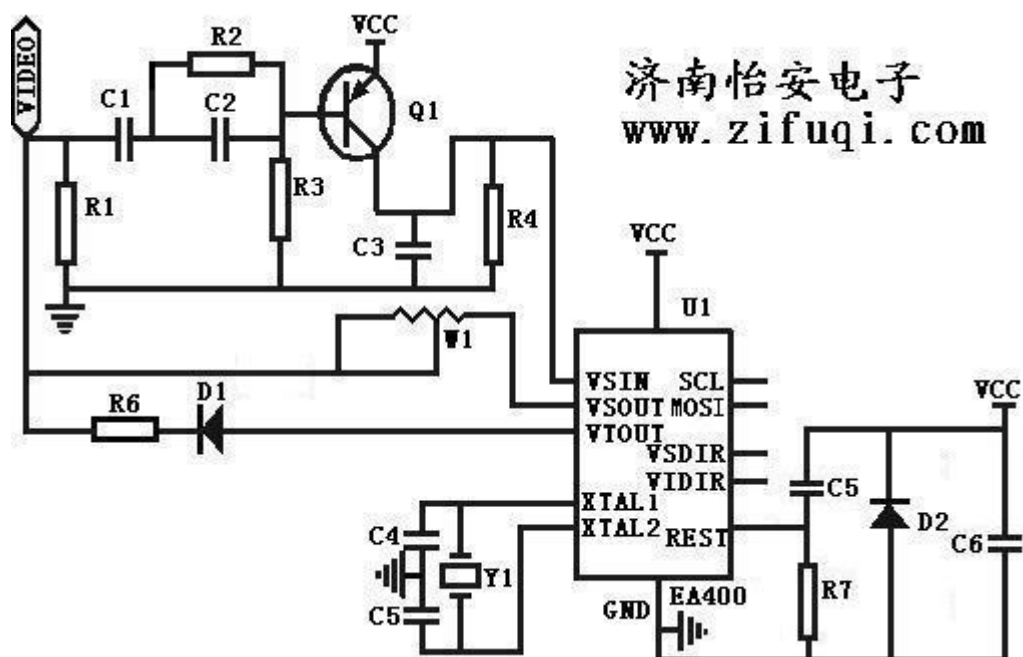 VIDEO
R2
VCC
C1
C2
Q1
济南怡安电子
www.zifuqi.com
R1
R3
C3
R4
VCC
U1
W1
VSIN
SCL
VSOUT
MOSI
VTOUT
VSDIR
VIDIR
XTAL1
XTAL2
REST
R6
D1
VCC
C5
D2
C6
C4
Y1
C5
R7
GND
EA400